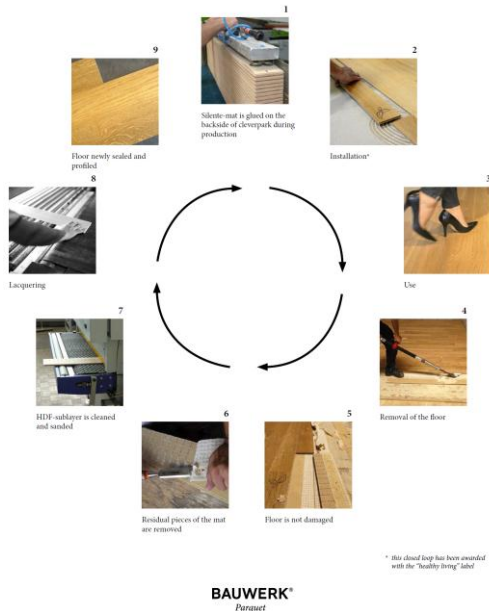 1
Silente-mat is glued on the
backside of cleverpark during
production
2
Installation*
3
Use
4
Removal of the floor
5
Floor is not damaged
6
Residual pieces of the mat
are removed
7
HDF-sublayer is cleaned
and sanded
8
Lacquering
9
Floor newly sealed and
profiled
* this closed loop has been awarded
with the "healthy living" label
BAUWERK®
Parquet